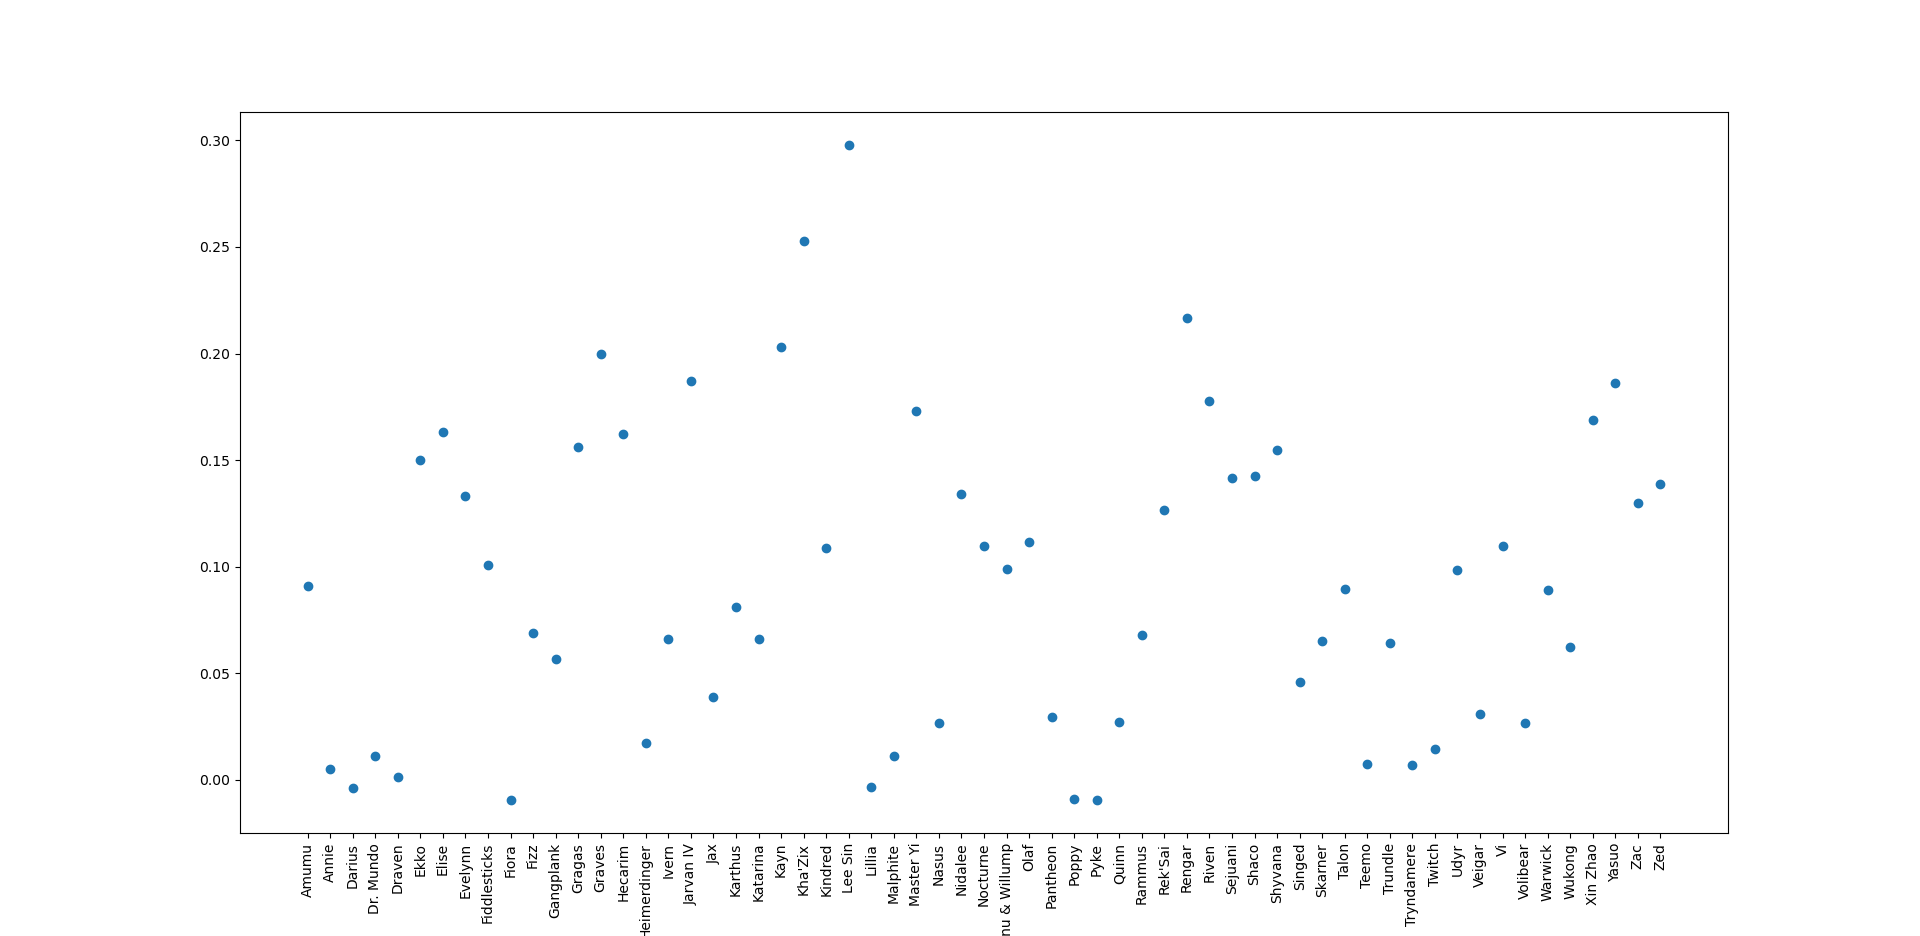 0.30
0.25
0.20
0.15
0.10
0.05
0.00
Amumu
Annie
Darius
Dr. Mundo
Draven
Ekko
Elise
Evelynn
Fiddlesticks
Fiora
Fizz
Gangplank
Gragas
Graves
Hecarim
Heimerdinger
Ivern
Jarvan IV
Jax
Karthus
Katarina
Kayn
Kha'Zix
Kindred
Lee Sin
Lillia
Malphite
Master Yi
Nasus
Nidalee
Nocturne
nu & Willump
Olaf
Pantheon
Poppy
Pyke
Quinn
Rammus
Rek'Sai
Rengar
Riven
Sejuani
Shaco
Shyvana
Singed
Skarner
Talon
Teemo
Trundle
Tryndamere
Twitch
Udyr
Veigar
Vi
Volibear
Warwick
Wukong
Xin Zhao
Yasuo
Zac
Zed